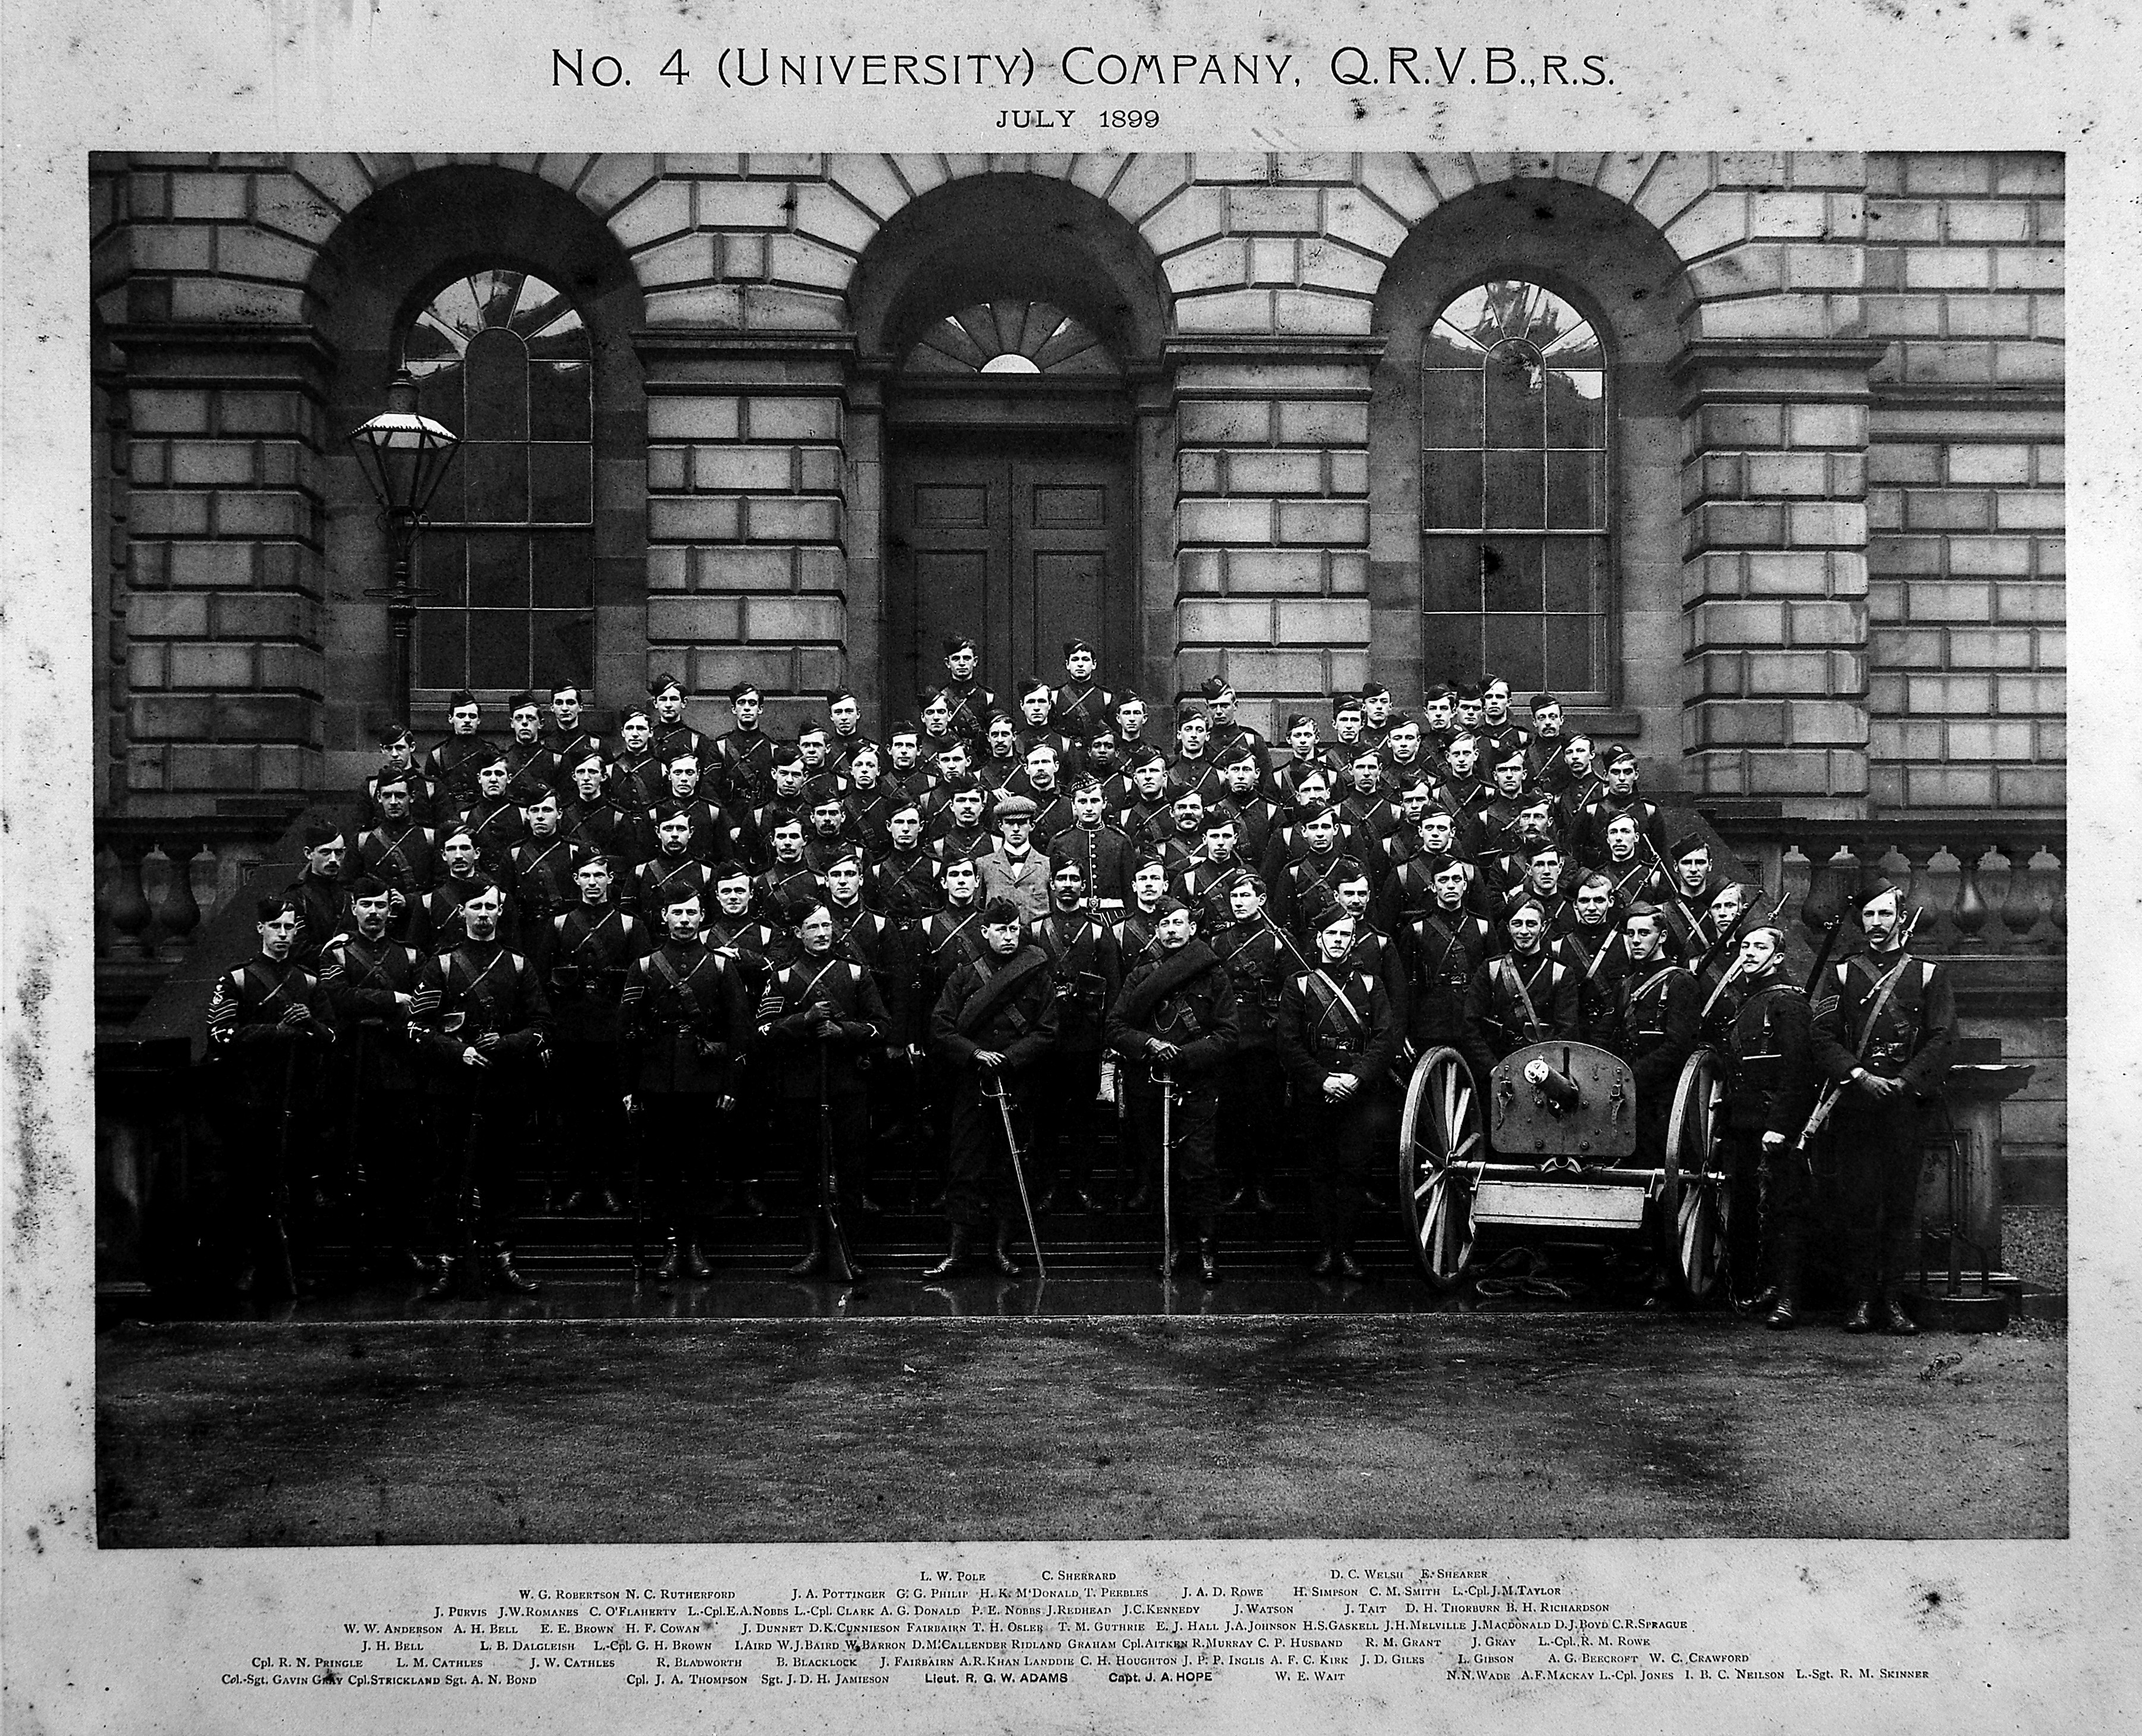 No. 4 (University) Company, Q.R.V.B., R.S.
JULY 1899
L. W. Pole C. Sherrard D. C. Welsh E. Shearer
W. G. Robertson N. C. Rutherford J. A. Pottinger G. G. Philip H. K. M'Donald T. Peebles J. A. D. Rowe H. Simpson C. M. Smith L.-Cpl. J. M. Taylor
J. Purvis J. W. Romanes C. O'Flaherty L.-Cpl. E. A. Nobbs L.-Cpl. Clark A. G. Donald P. E. Nobbs J. Redhead J. C. Kennedy J. Watson J. Tait D. H. Thorburn B. H. Richardson
W. W. Anderson A. H. Bell E. E. Brown H. F. Cowan J. Dunnet D. K. Cunnieson Fairbairn T. H. Osler T. M. Guthrie E. J. Hall J. A. Johnson H. S. Gaskell J. H. Melville J. MacDonald D. J. Boyd C. R. Sprague
J. H. Bell L. B. Dalgleish L.-Cpl. G. H. Brown I. Aird W. J. Baird W. Barron D. M'Callender Ridland Graham Cpl. Aitken R. Murray C. P. Husband R. M. Grant J. Gray L.-Cpl. R. M. Rowe
Cpl. R. N. Pringle L. M. Cathles J. W. Cathles R. Bladworth B. Blacklock J. Fairbairn A. R. Khan Landdie C. H. Houghton J. P. P. Inglis A. F. C. Kirk J. D. Giles L. Gibson A. G. Beecroft W. C. Crawford
Col.-Sgt. Gavin Gray Cpl. Strickland Sgt. A. N. Bond Cpl. J. A. Thompson Sgt. J. D. H. Jamieson Lieut. R. G. W. ADAMS Capt. J. A. HOPE W. E. Wait N. N. Wade A. F. Mackay L.-Cpl. Jones I. B. C. Neilson L.-Sgt. R. M. Skinner